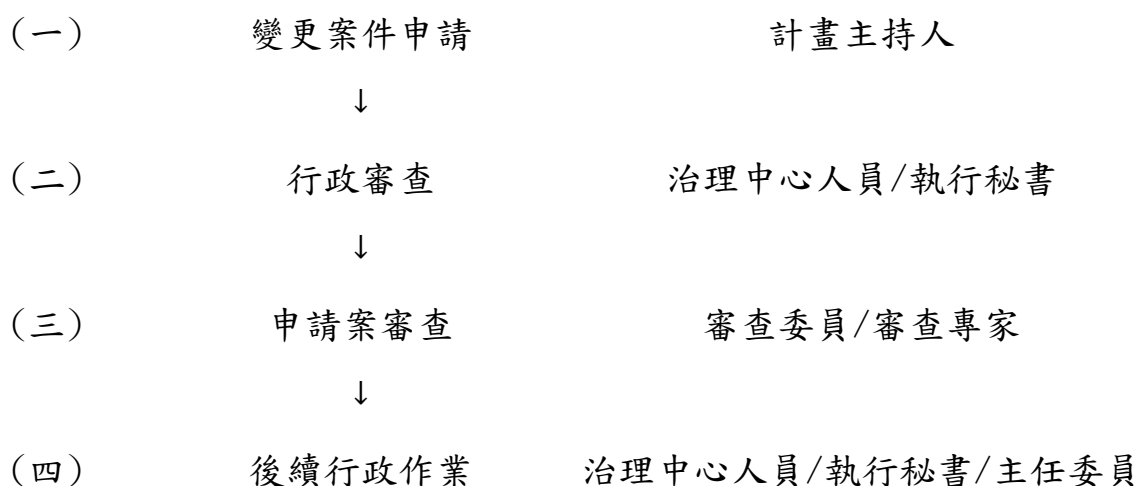 (一) 變更案件申請 計畫主持人
↓
(二) 行政審查 治理中心人員/執行秘書
↓
(三) 申請案審查 審查委員/審查專家
↓
(四) 後續行政作業 治理中心人員/執行秘書/主任委員